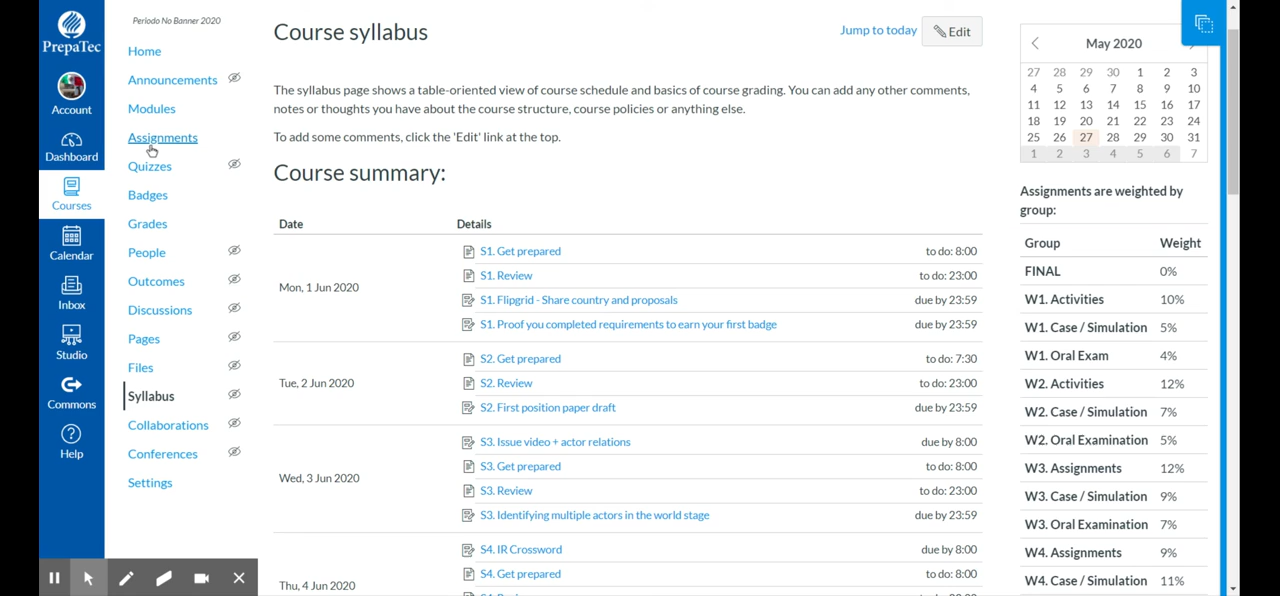 PrepaTec
Account
Dashboard
Courses
Calendar
Inbox
Studio
Commons
Help
Periodo No Banner 2020
Home
Announcements
Modules
Assignments
Quizzes
Badges
Grades
People
Outcomes
Discussions
Pages
Files
Syllabus
Collaborations
Conferences
Settings
Course syllabus
Jump to today
Edit
The syllabus page shows a table-oriented view of course schedule and basics of course grading. You can add any other comments,
notes or thoughts you have about the course structure, course policies or anything else.
To add some comments, click the 'Edit' link at the top.
Course summary:
Date Details
Mon, 1 Jun 2020
S1. Get prepared to do: 8:00
S1. Review to do: 23:00
S1. Flipgrid - Share country and proposals due by 23:59
S1. Proof you completed requirements to earn your first badge due by 23:59
Tue, 2 Jun 2020
S2. Get prepared to do: 7:30
S2. Review to do: 23:00
S2. First position paper draft due by 23:59
Wed, 3 Jun 2020
S3. Issue video + actor relations due by 8:00
S3. Get prepared to do: 8:00
S3. Review to do: 23:00
S3. Identifying multiple actors in the world stage due by 23:59
Thu, 4 Jun 2020
S4. IR Crossword due by 8:00
S4. Get prepared to do: 8:00
May 2020
27 28 29 30 1 2 3
4 5 6 7 8 9 10
11 12 13 14 15 16 17
18 19 20 21 22 23 24
25 26 27 28 29 30 31
1 2 3 4 5 6 7
Assignments are weighted by
group:
Group Weight
FINAL 0%
W1. Activities 10%
W1. Case / Simulation 5%
W1. Oral Exam 4%
W2. Activities 12%
W2. Case / Simulation 7%
W2. Oral Examination 5%
W3. Assignments 12%
W3. Case / Simulation 9%
W3. Oral Examination 7%
W4. Assignments 9%
W4. Case / Simulation 11%